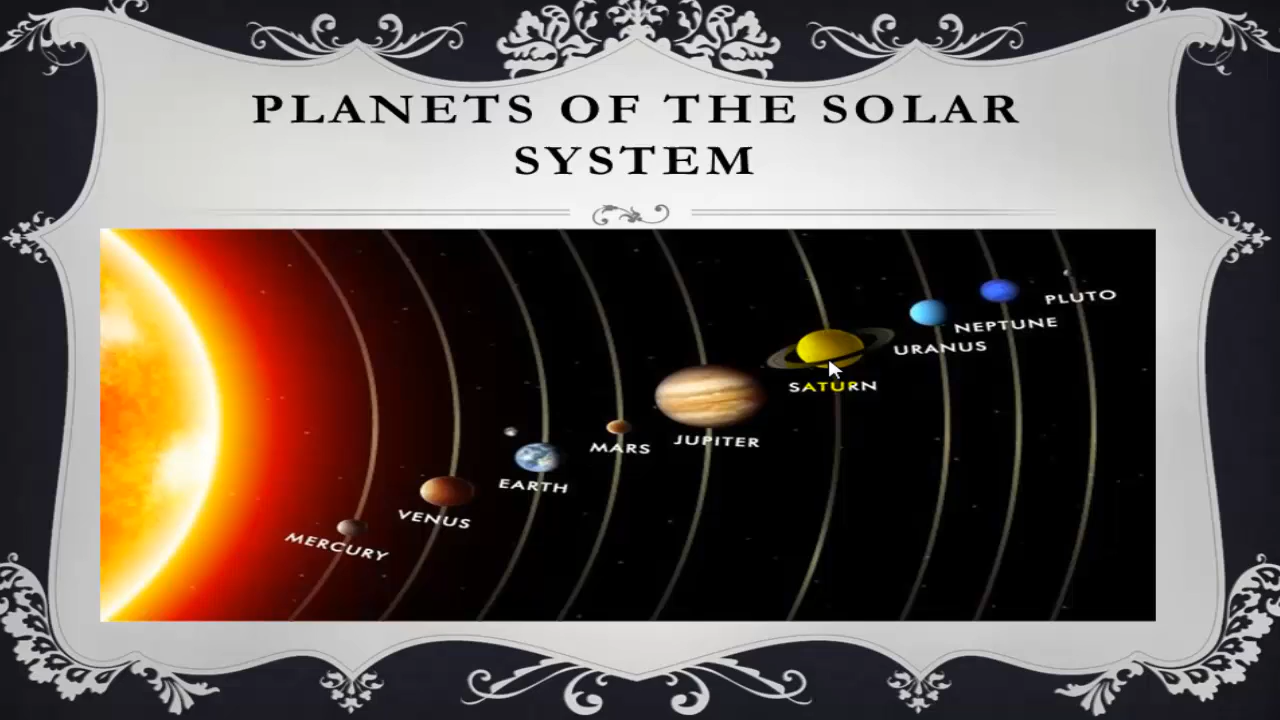 PLANETS OF THE SOLAR
SYSTEM
MERCURY
VENUS
EARTH
MARS
JUPITER
SATURN
URANUS
NEPTUNE
PLUTO